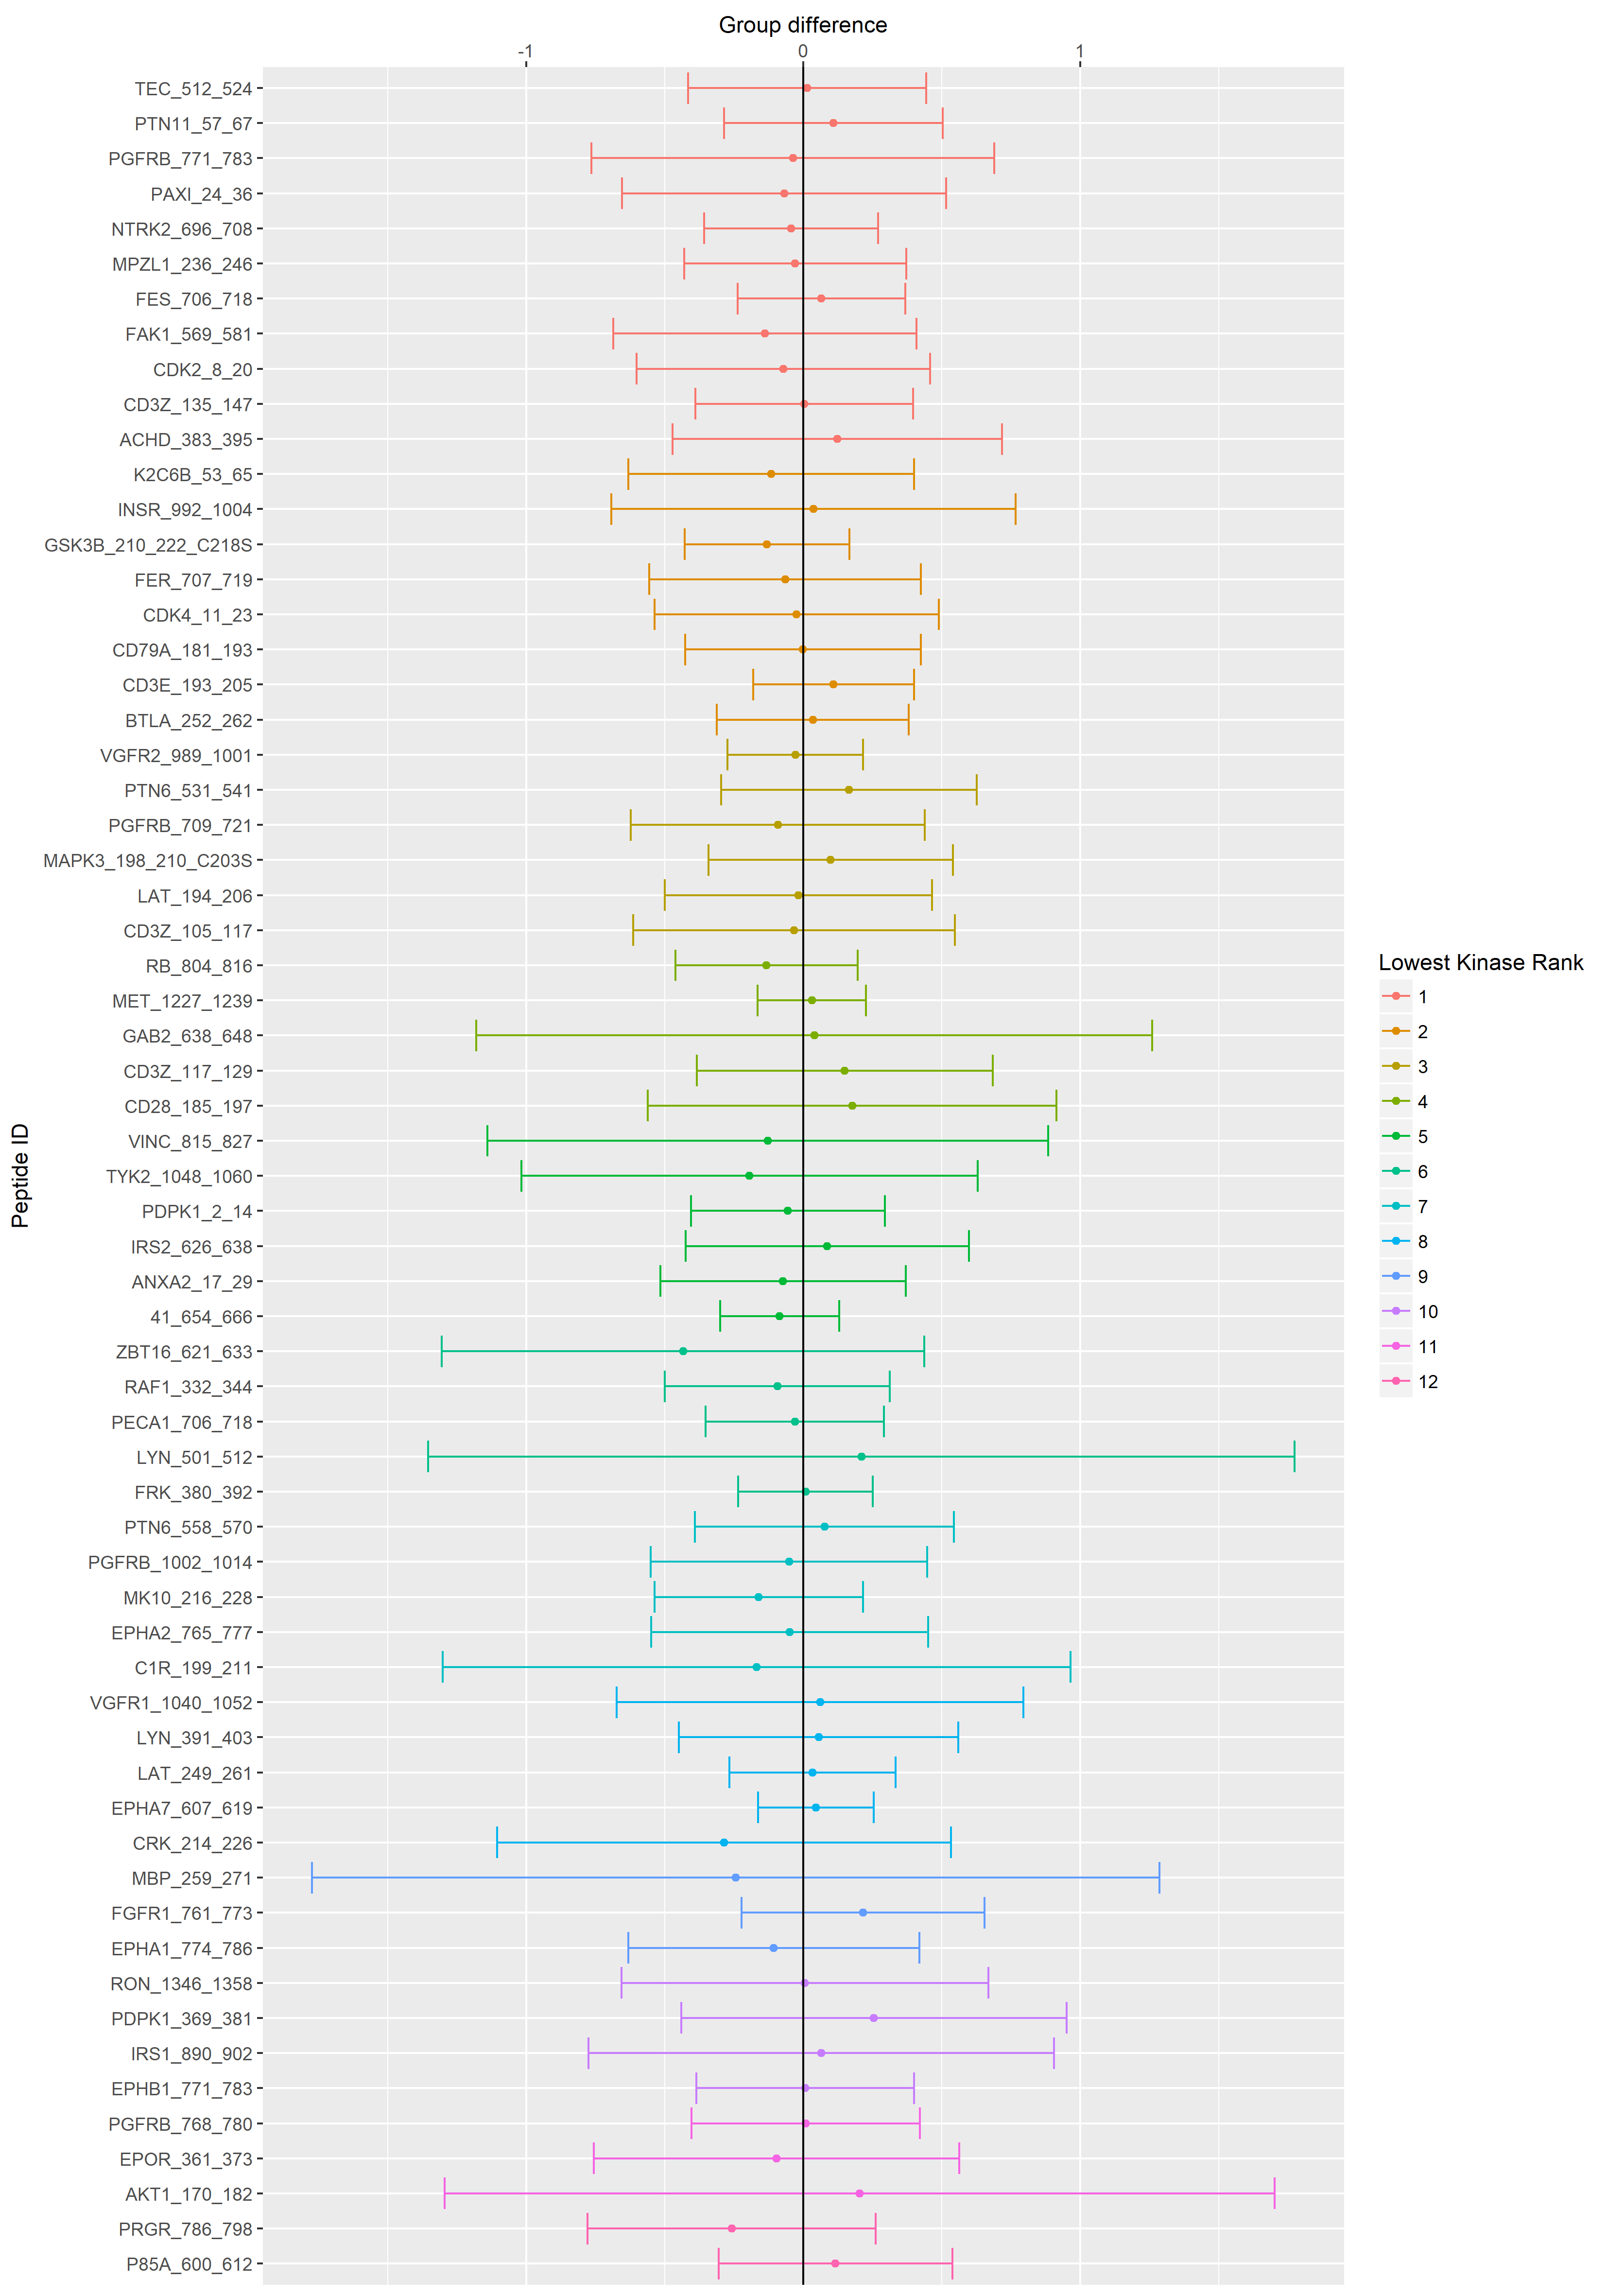 Group difference
-1 0 1
TEC_512_524
PTN11_57_67
PGFRB_771_783
PAXI_24_36
NTRK2_696_708
MPZL1_236_246
FES_706_718
FAK1_569_581
CDK2_8_20
CD3Z_135_147
ACHD_383_395
K2C6B_53_65
INSR_992_1004
GSK3B_210_222_C218S
FER_707_719
CDK4_11_23
CD79A_181_193
CD3E_193_205
BTLA_252_262
VGFR2_989_1001
PTN6_531_541
PGFRB_709_721
MAPK3_198_210_C203S
LAT_194_206
CD3Z_105_117
RB_804_816
MET_1227_1239
GAB2_638_648
CD3Z_117_129
CD28_185_197
VINC_815_827
TYK2_1048_1060
PDPK1_2_14
IRS2_626_638
ANXA2_17_29
41_654_666
ZBT16_621_633
RAF1_332_344
PECA1_706_718
LYN_501_512
FRK_380_392
PTN6_558_570
PGFRB_1002_1014
MK10_216_228
EPHA2_765_777
C1R_199_211
VGFR1_1040_1052
LYN_391_403
LAT_249_261
EPHA7_607_619
CRK_214_226
MBP_259_271
FGFR1_761_773
EPHA1_774_786
RON_1346_1358
PDPK1_369_381
IRS1_890_902
EPHB1_771_783
PGFRB_768_780
EPOR_361_373
AKT1_170_182
PRGR_786_798
P85A_600_612
Peptide ID
Lowest Kinase Rank
1
2
3
4
5
6
7
8
9
10
11
12